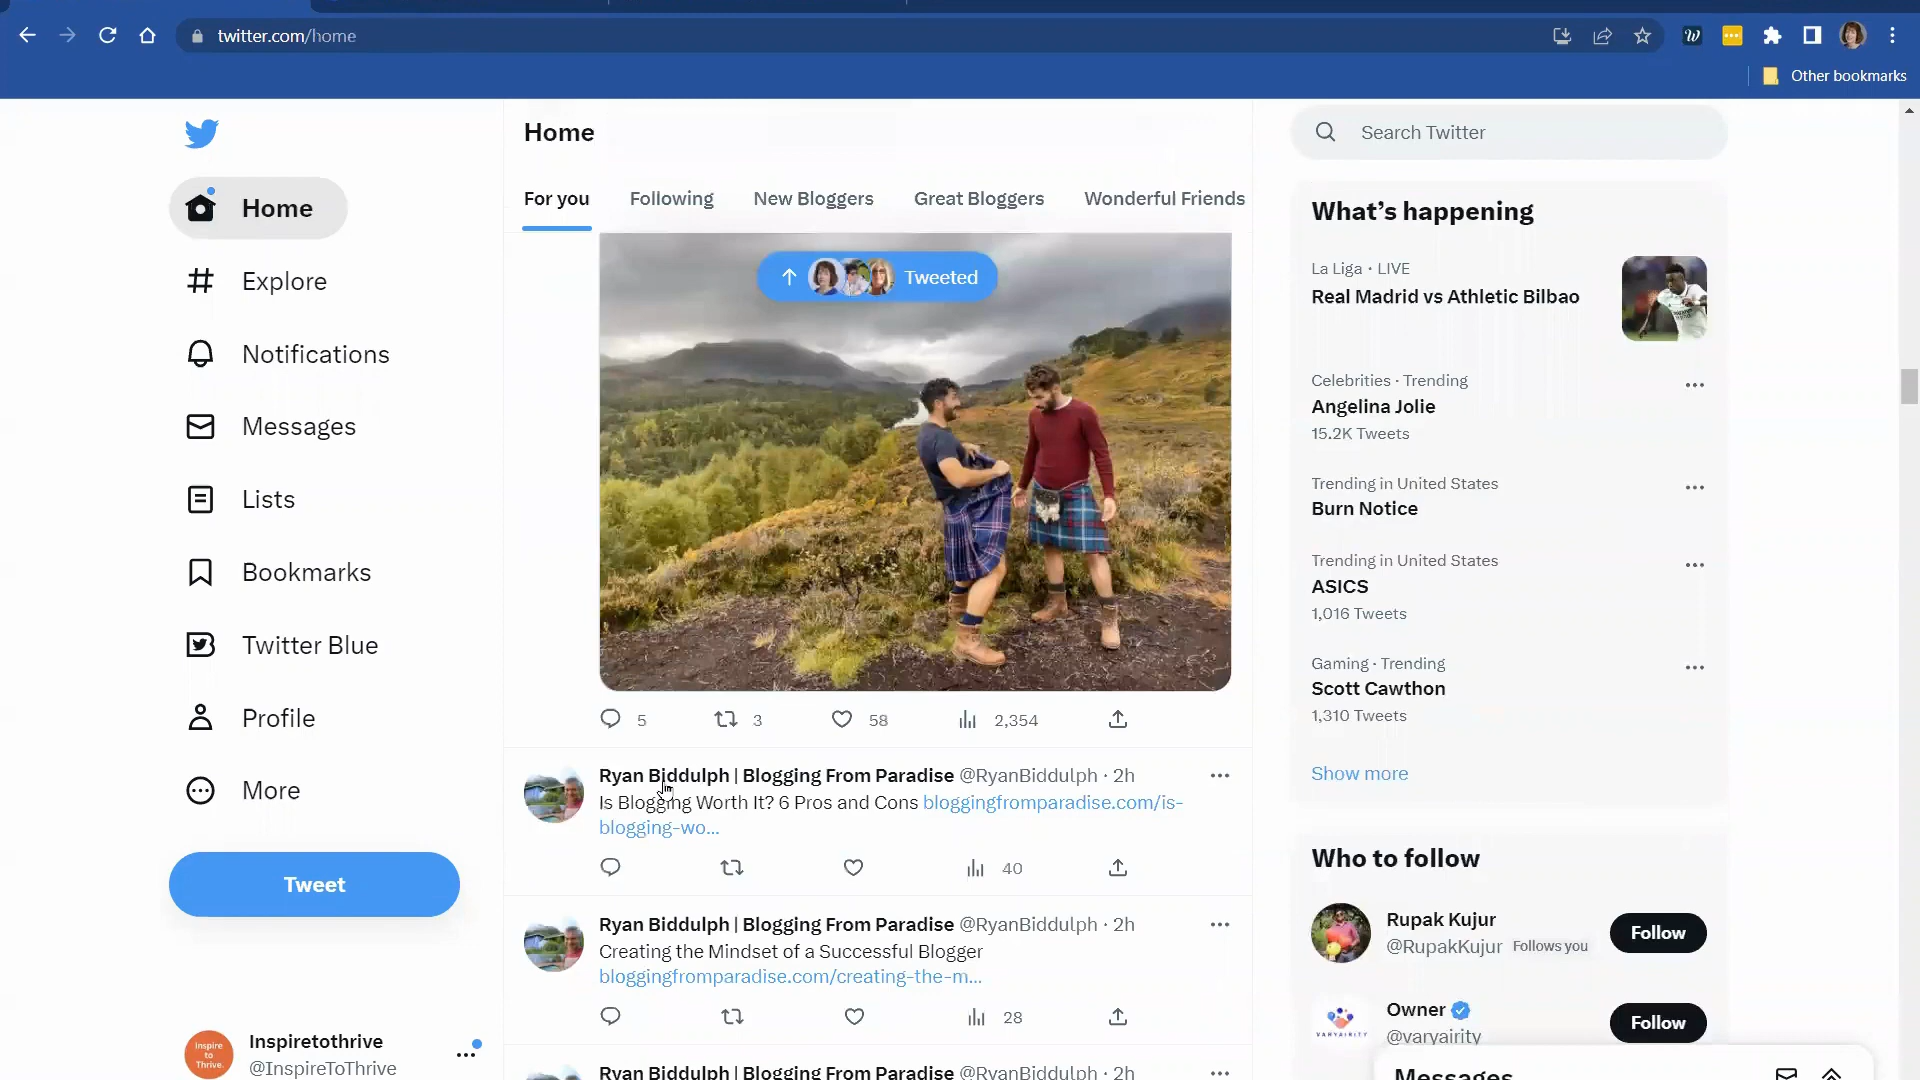 twitter.com/home
Other bookmarks
Home
Explore
Notifications
Messages
Lists
Bookmarks
Twitter Blue
Profile
More
Tweet
Inspire
to
Thrive.
Inspiretothrive
@InspireToThrive
Home
For you
Following
New Bloggers
Great Bloggers
Wonderful Friends
Tweeted
5
3
58
2,354
Ryan Biddulph | Blogging From Paradise @RyanBiddulph · 2h
Is Blogging Worth It? 6 Pros and Cons bloggingfromparadise.com/is-
blogging-wo...
40
Ryan Biddulph | Blogging From Paradise @RyanBiddulph · 2h
Creating the Mindset of a Successful Blogger
bloggingfromparadise.com/creating-the-m...
28
Ryan Biddulph | Blogging From Paradise @RyanBiddulph · 2h
Search Twitter
What's happening
La Liga · LIVE
Real Madrid vs Athletic Bilbao
Celebrities · Trending
Angelina Jolie
15.2K Tweets
Trending in United States
Burn Notice
Trending in United States
ASICS
1,016 Tweets
Gaming · Trending
Scott Cawthon
1,310 Tweets
Show more
Who to follow
Rupak Kujur
@RupakKujur Follows you
Follow
VARYAIRITY
Owner
@varyairity
Follow
Messages